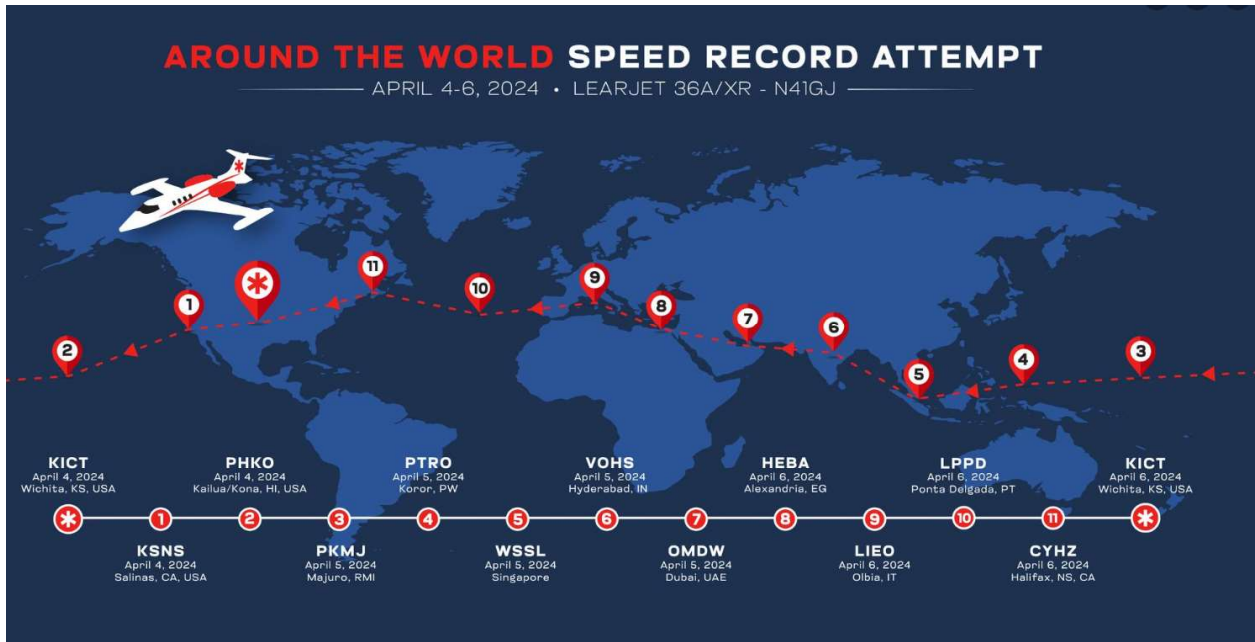 AROUND THE WORLD SPEED RECORD ATTEMPT
APRIL 4-6, 2024 • LEARJET 36A/XR - N41GJ
11
*
1
9
10
8
2
7
6
3
4
5
KICT
April 4, 2024
Wichita, KS, USA
PHKO
April 4, 2024
Kailua/Kona, HI, USA
PTRO
April 5, 2024
Koror, PW
VOHS
April 5, 2024
Hyderabad, IN
HEBA
April 6, 2024
Alexandria, EG
LPPD
April 6, 2024
Ponta Delgada, PT
KICT
April 6, 2024
Wichita, KS, USA
* 1 2 3 4 5 6 7 8 9 10 11 *
KSNS
April 4, 2024
Salinas, CA, USA
PKMJ
April 5, 2024
Majuro, RMI
WSSL
April 5, 2024
Singapore
OMDW
April 5, 2024
Dubai, UAE
LIEO
April 6, 2024
Olbia, IT
CYHZ
April 6, 2024
Halifax, NS, CA